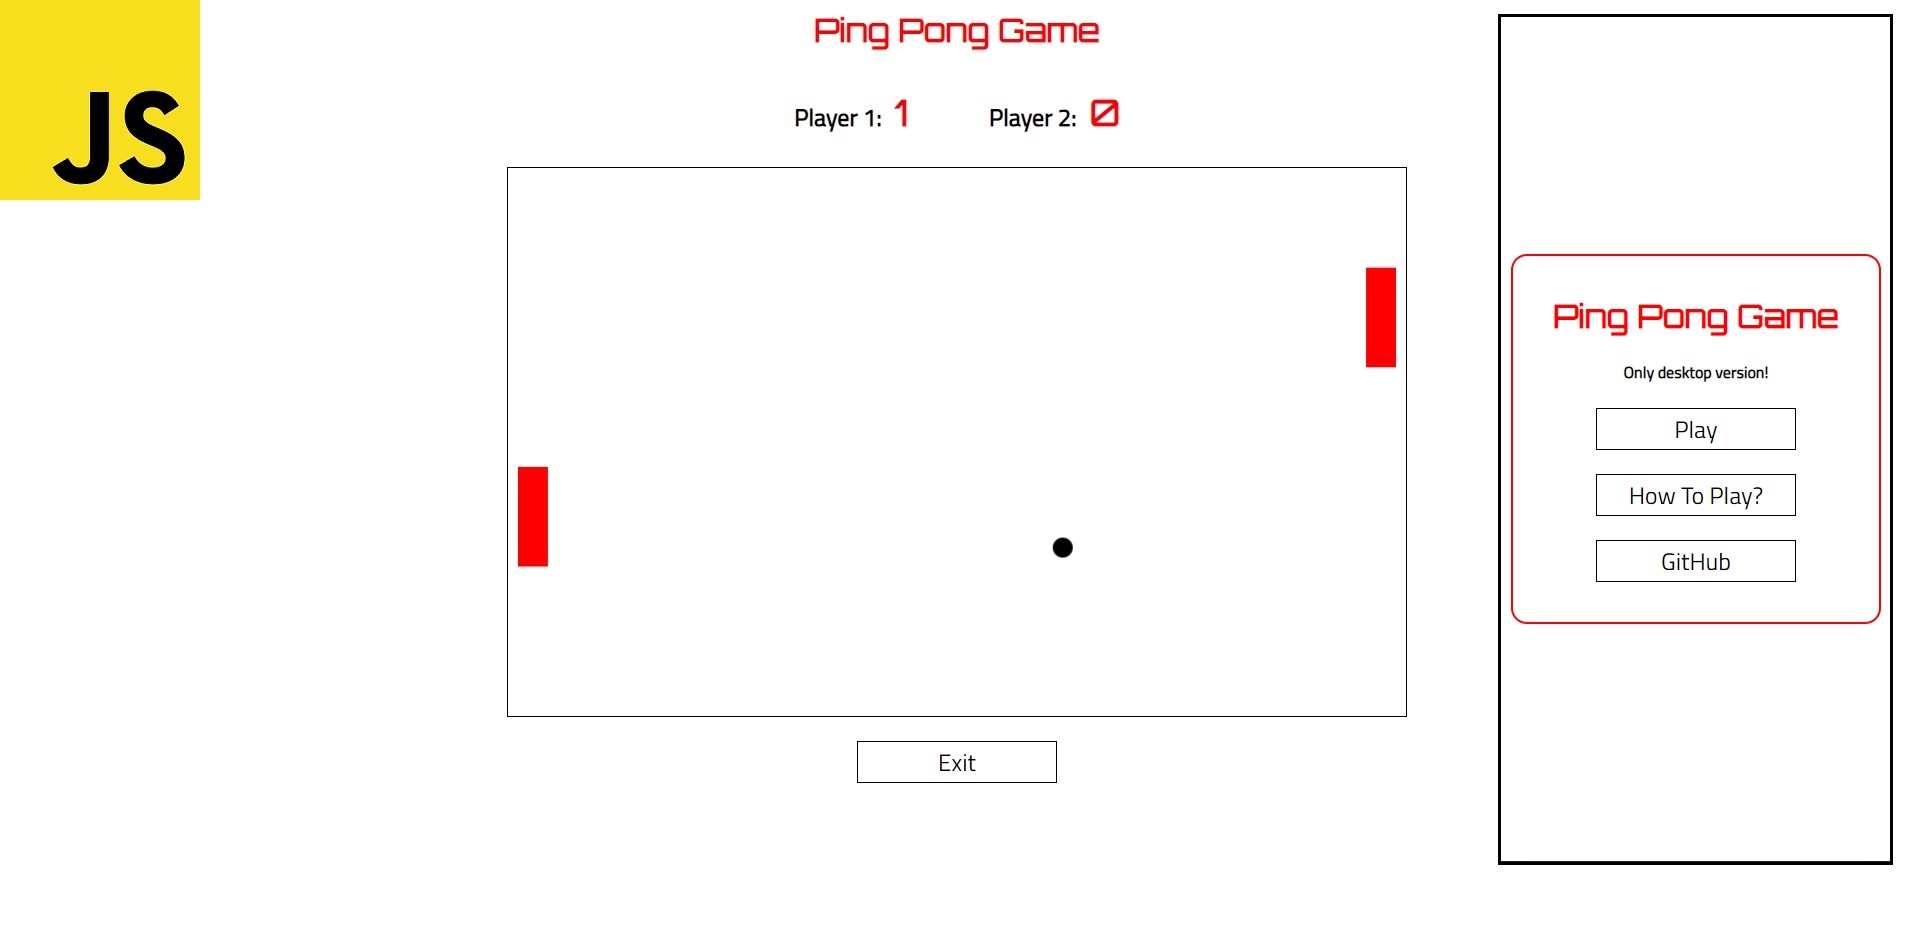 JS
Ping Pong Game
Player 1: 1 Player 2: 0
Exit
Ping Pong Game
Only desktop version!
Play
How To Play?
GitHub